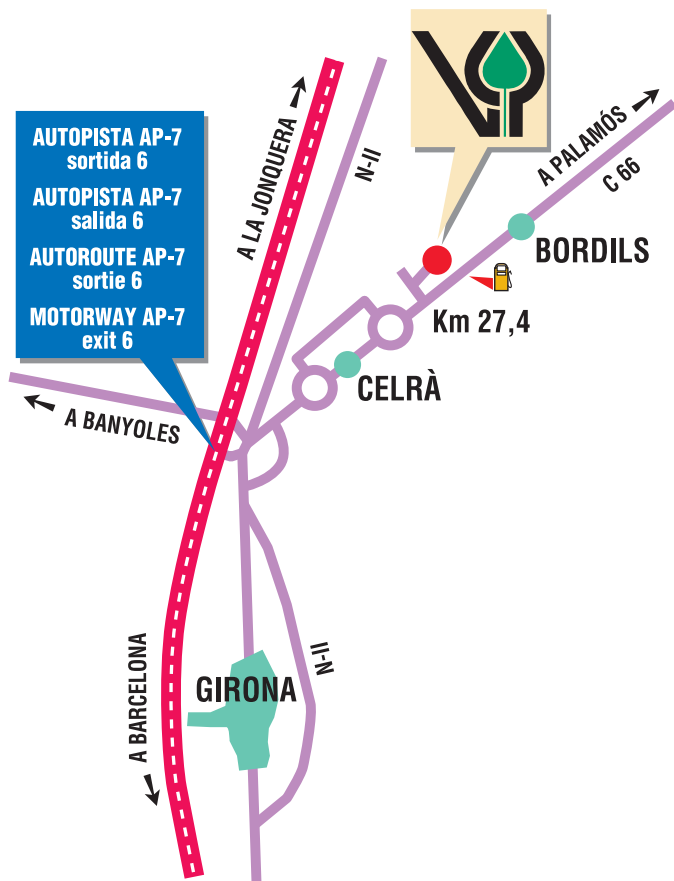 AUTOPISTA AP-7
sortida 6
AUTOPISTA AP-7
salida 6
AUTOROUTE AP-7
sortie 6
MOTORWAY AP-7
exit 6
A LA JONQUERA
N-II
A PALAMÓS
C 66
BORDILS
Km 27,4
CELRÀ
A BANYOLES
A BARCELONA
GIRONA
N-II